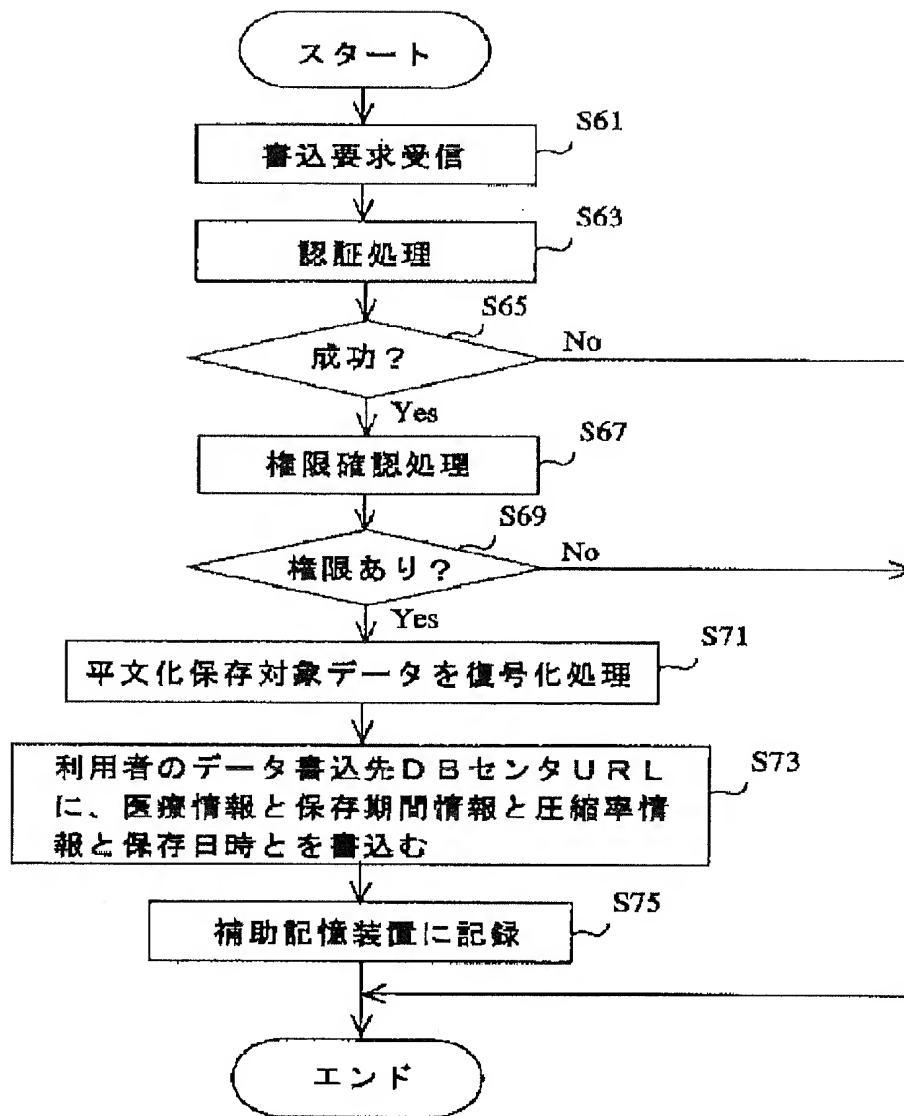 スタート
S61
書込要求受信
S63
認証処理
S65
成功？
No
Yes
S67
権限確認処理
S69
権限あり？
No
Yes
S71
平文化保存対象データを復号化処理
S73
利用者のデータ書込先ＤＢセンタＵＲＬ
に、医療情報と保存期間情報と圧縮率情
報と保存日時とを書込む
S75
補助記憶装置に記録
エンド